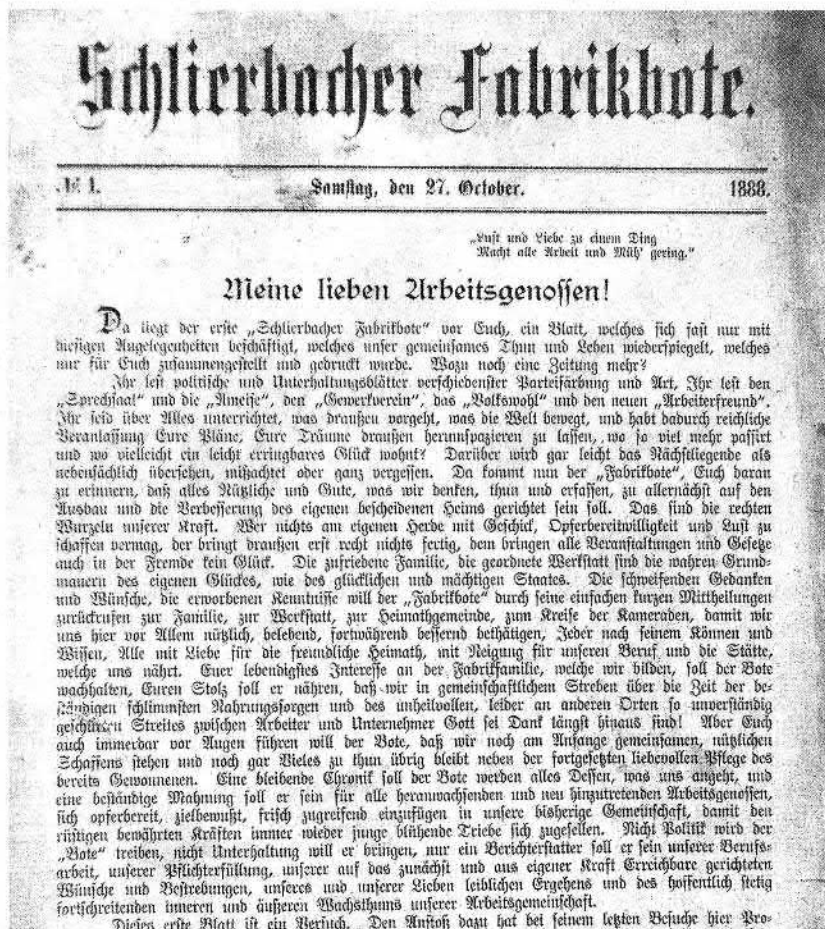 Schlierbacher Fabrikbote.
№ 1. Samstag, den 27. October. 1888.
„Lust und Liebe zu einem Ding
Macht alle Arbeit und Müh' gering.“
Meine lieben Arbeitsgenossen!
Da liegt der erste „Schlierbacher Fabrikbote“ vor Euch, ein Blatt, welches sich fast nur mit
hiesigen Angelegenheiten beschäftigt, welches unser gemeinsames Thun und Leben wiederspiegelt, welches
nur für Euch zusammengestellt und gedruckt wurde. Wozu noch eine Zeitung mehr?
Ihr lest politische und Unterhaltungsblätter verschiedenster Parteifärbung und Art, Ihr lest den
„Sprechsaal“ und die „Ameise“, den „Gewerkverein“, das „Volkswohl“ und den neuen „Arbeiterfreund“.
Ihr seid über Alles unterrichtet, was draußen vorgeht, was die Welt bewegt, und habt dadurch reichliche
Veranlassung Eure Pläne, Eure Träume draußen herumspazieren zu lassen, wo so viel mehr passirt
und wo vielleicht ein leicht erringbares Glück wohnt? Darüber wird gar leicht das Nächstliegende als
nebensächlich übersehen, mißachtet oder ganz vergessen. Da kommt nun der „Fabrikbote“, Euch daran
zu erinnern, daß alles Nützliche und Gute, was wir denken, thun und erfassen, zu allernächst auf den
Ausbau und die Verbesserung des eigenen bescheidenen Heims gerichtet sein soll. Das sind die rechten
Wurzeln unserer Kraft. Wer nichts am eigenen Herde mit Geschick, Opferbereitwilligkeit und Lust zu
schaffen vermag, der bringt draußen erst recht nichts fertig, dem bringen alle Veranstaltungen und Gesetze
auch in der Fremde kein Glück. Die zufriedene Familie, die geordnete Werkstatt sind die wahren Grund-
mauern des eigenen Glückes, wie des glücklichen und mächtigen Staates. Die schweifenden Gedanken
und Wünsche, die erworbenen Kenntnisse will der „Fabrikbote“ durch seine einfachen kurzen Mittheilungen
zurückrufen zur Familie, zur Werkstatt, zur Heimathgemeinde, zum Kreise der Kameraden, damit wir
uns hier vor Allem nützlich, belebend, fortwährend bessernd bethätigen, Jeder nach seinem Können und
Wissen, Alle mit Liebe für die freundliche Heimath, mit Neigung für unseren Beruf und die Stätte,
welche uns nährt. Euer lebendigstes Interesse an der Fabrikfamilie, welche wir bilden, soll der Bote
wachhalten, Euren Stolz soll er nähren, daß wir in gemeinschaftlichem Streben über die Zeit der be-
ständigen schlimmsten Nahrungssorgen und des unheilvollen, leider an anderen Orten so unverständig
geschürten Streites zwischen Arbeiter und Unternehmer Gott sei Dank längst hinaus sind! Aber Euch
auch immerdar vor Augen führen will der Bote, daß wir noch am Anfange gemeinsamen, nützlichen
Schaffens stehen und noch gar Vieles zu thun übrig bleibt neben der fortgesetzten liebevollen Pflege des
bereits Gewonnenen. Eine bleibende Chronik soll der Bote werden alles Dessen, was uns angeht, und
eine beständige Mahnung soll er sein für alle heranwachsenden und neu hinzutretenden Arbeitsgenossen,
sich opferbereit, zielbewußt, frisch zugreifend einzufügen in unsere bisherige Gemeinschaft, damit den
rüstigen bewährten Kräften immer wieder junge blühende Triebe sich zugesellen. Nicht Politik wird der
„Bote“ treiben, nicht Unterhaltung will er bringen, nur ein Berichterstatter soll er sein unserer Berufs-
arbeit, unserer Pflichterfüllung, unserer auf das zunächst und aus eigener Kraft Erreichbare gerichteten
Wünsche und Bestrebungen, unseres und unserer Lieben leiblichen Ergehens und des hoffentlich stetig
fortschreitenden inneren und äußeren Wachsthums unserer Arbeitsgemeinschaft.
Dieses erste Blatt ist ein Versuch. Den Anstoß dazu hat bei seinem letzten Besuche hier Pro-